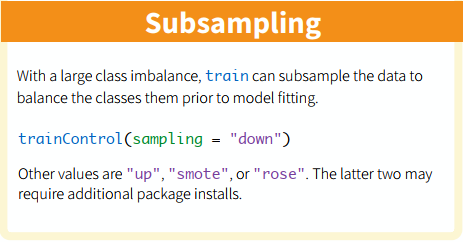 Subsampling
With a large class imbalance, train can subsample the data to
balance the classes them prior to model fitting.
trainControl(sampling = "down")
Other values are "up", "smote", or "rose". The latter two may
require additional package installs.